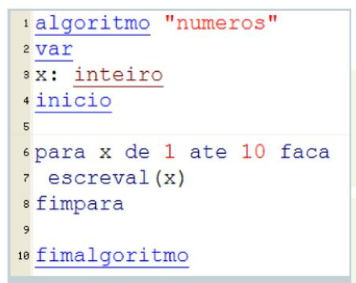 1 algoritmo "numeros"
2 var
3 x: inteiro
4 inicio
5
6 para x de 1 ate 10 faca
7 escreval(x)
8 fimpara
9
10 fimalgoritmo